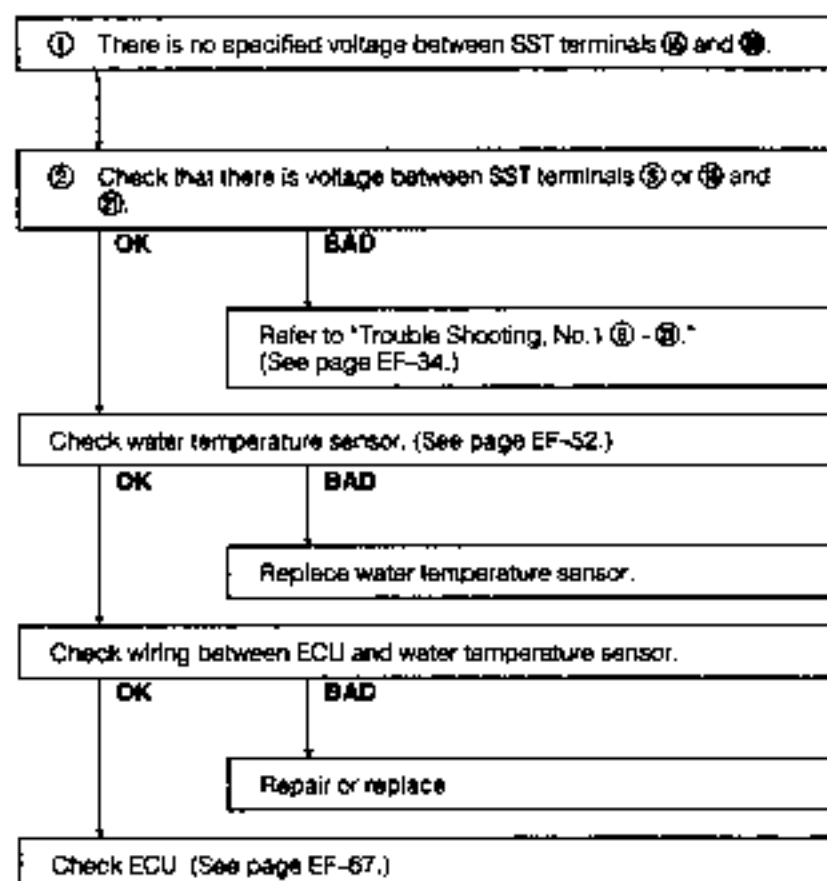 ① There is no specified voltage between SST terminals and
② Check that there is voltage between SST terminals or and
OK BAD
Refer to "Trouble Shooting, No.1
(See page EF-34.)
Check water temperature sensor. (See page EF-52.)
OK BAD
Replace water temperature sensor.
Check wiring between ECU and water temperature sensor.
OK BAD
Repair or replace
Check ECU (See page EF-67.)